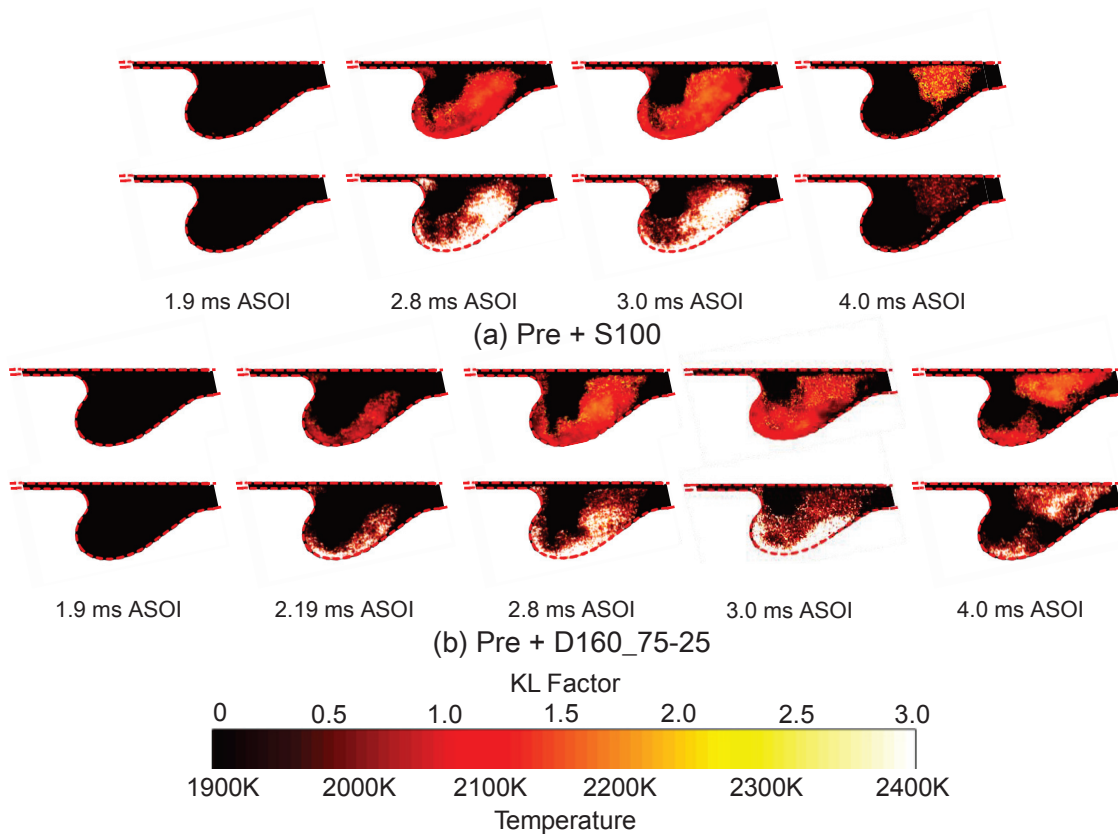 1.9 ms ASOI 2.8 ms ASOI 3.0 ms ASOI 4.0 ms ASOI
(a) Pre + S100
1.9 ms ASOI 2.19 ms ASOI 2.8 ms ASOI 3.0 ms ASOI 4.0 ms ASOI
(b) Pre + D160_75-25
KL Factor
0 0.5 1.0 1.5 2.0 2.5 3.0
1900K 2000K 2100K 2200K 2300K 2400K
Temperature